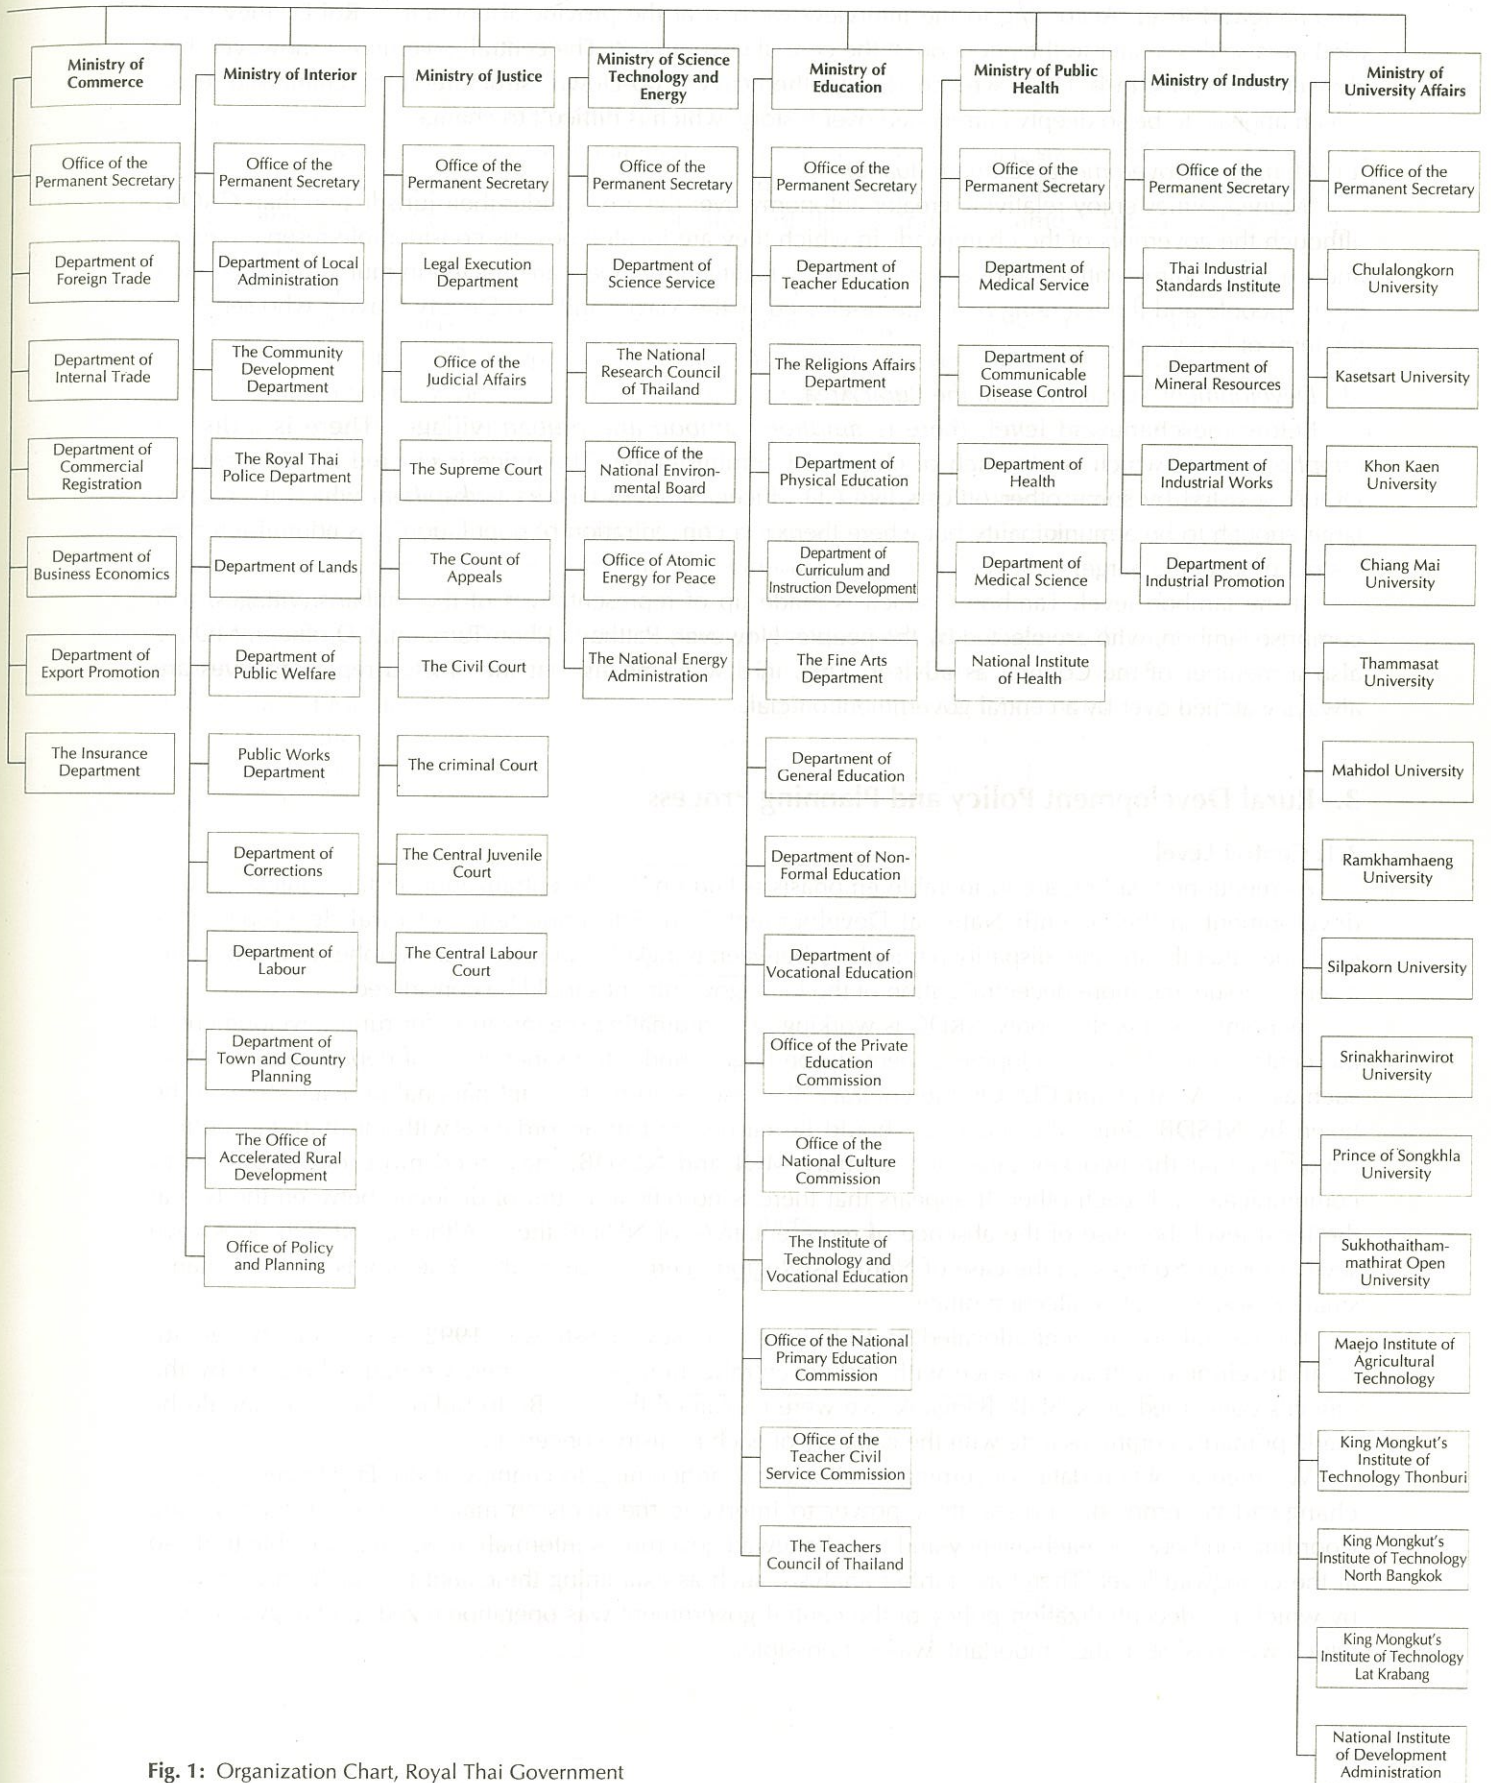 Ministry of
Commerce
Office of the
Permanent Secretary
Department of
Foreign Trade
Department of
Internal Trade
Department of
Commercial
Registration
Department of
Business Economics
Department of
Export Promotion
The Insurance
Department
Ministry of Interior
Office of the
Permanent Secretary
Department of Local
Administration
The Community
Development
Department
The Royal Thai
Police Department
Department of Lands
Department of
Public Welfare
Public Works
Department
Department of
Corrections
Department of
Labour
Department of
Town and Country
Planning
The Office of
Accelerated Rural
Development
Office of Policy
and Planning
Ministry of Justice
Office of the
Permanent Secretary
Legal Execution
Department
Office of the
Judicial Affairs
The Supreme Court
The Count of
Appeals
The Civil Court
The criminal Court
The Central Juvenile
Court
The Central Labour
Court
Ministry of Science
Technology and
Energy
Office of the
Permanent Secretary
Department of
Science Service
The National
Research Council
of Thailand
Office of the
National Environ-
mental Board
Office of Atomic
Energy for Peace
The National Energy
Administration
Ministry of
Education
Office of the
Permanent Secretary
Department of
Teacher Education
The Religions Affairs
Department
Department of
Physical Education
Department of
Curriculum and
Instruction Development
The Fine Arts
Department
Department of
General Education
Department of Non-
Formal Education
Department of
Vocational Education
Office of the Private
Education
Commission
Office of the
National Culture
Commission
The Institute of
Technology and
Vocational Education
Office of the National
Primary Education
Commission
Office of the
Teacher Civil
Service Commission
The Teachers
Council of Thailand
Ministry of Public
Health
Office of the
Permanent Secretary
Department of
Medical Service
Department of
Communicable
Disease Control
Department of
Health
Department of
Medical Science
National Institute
of Health
Ministry of Industry
Office of the
Permanent Secretary
Thai Industrial
Standards Institute
Department of
Mineral Resources
Department of
Industrial Works
Department of
Industrial Promotion
Ministry of
University Affairs
Office of the
Permanent Secretary
Chulalongkorn
University
Kasetsart University
Khon Kaen
University
Chiang Mai
University
Thammasat
University
Mahidol University
Ramkhamhaeng
University
Silpakorn University
Srinakharinwirot
University
Prince of Songkhla
University
Sukhothaitham-
mathirat Open
University
Maejo Institute of
Agricultural
Technology
King Mongkut's
Institute of
Technology Thonburi
King Mongkut's
Institute of Technology
North Bangkok
King Mongkut's
Institute of Technology
Lat Krabang
National Institute
of Development
Administration
Fig. 1: Organization Chart, Royal Thai Government